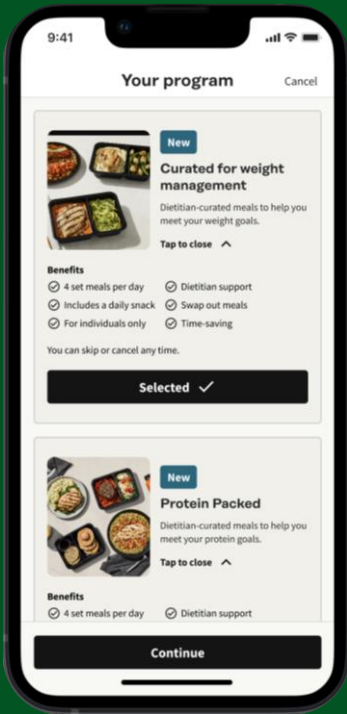 9:41
Your program
Cancel
New
Curated for weight
management
Dietitian-curated meals to help you
meet your weight goals.
Tap to close
Benefits
4 set meals per day
Dietitian support
Includes a daily snack
Swap out meals
For individuals only
Time-saving
You can skip or cancel any time.
Selected
New
Protein Packed
Dietitian-curated meals to help you
meet your protein goals.
Tap to close
Benefits
4 set meals per day
Dietitian support
Continue